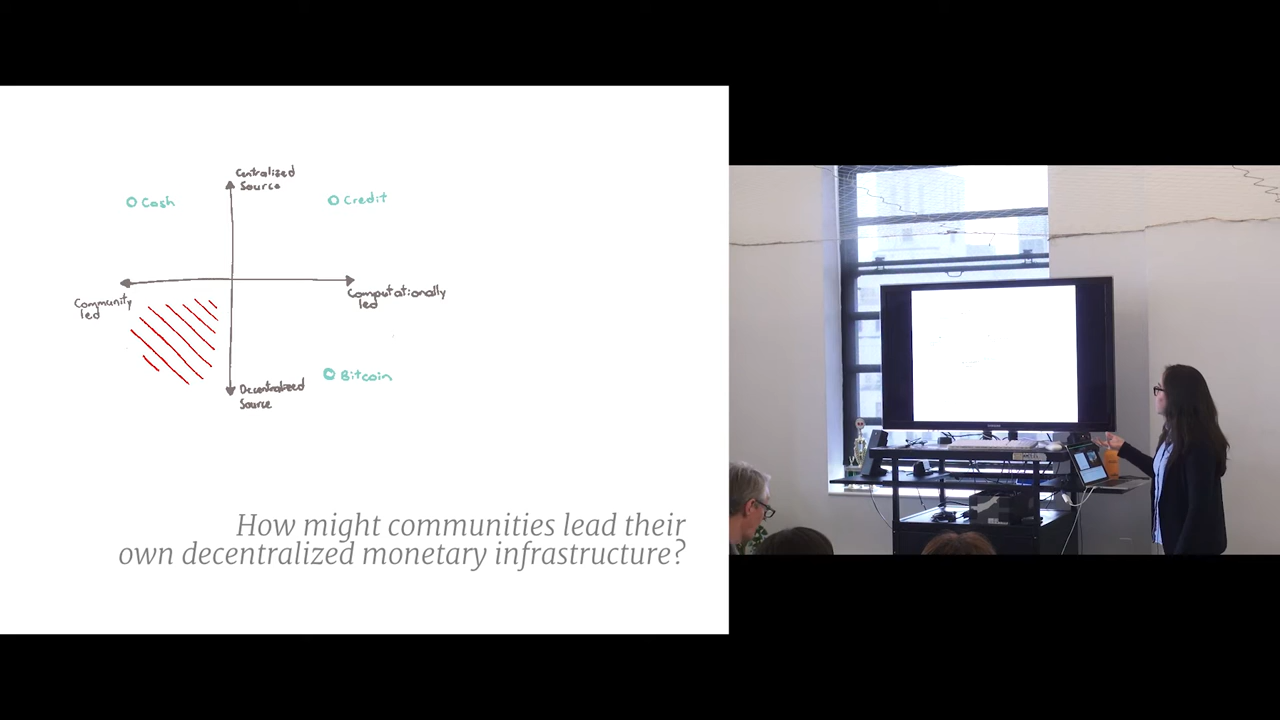 Centralized
Source
Cash
Credit
Community
led
Computationally
led
Bitcoin
Decentralized
Source
How might communities lead their
own decentralized monetary infrastructure?